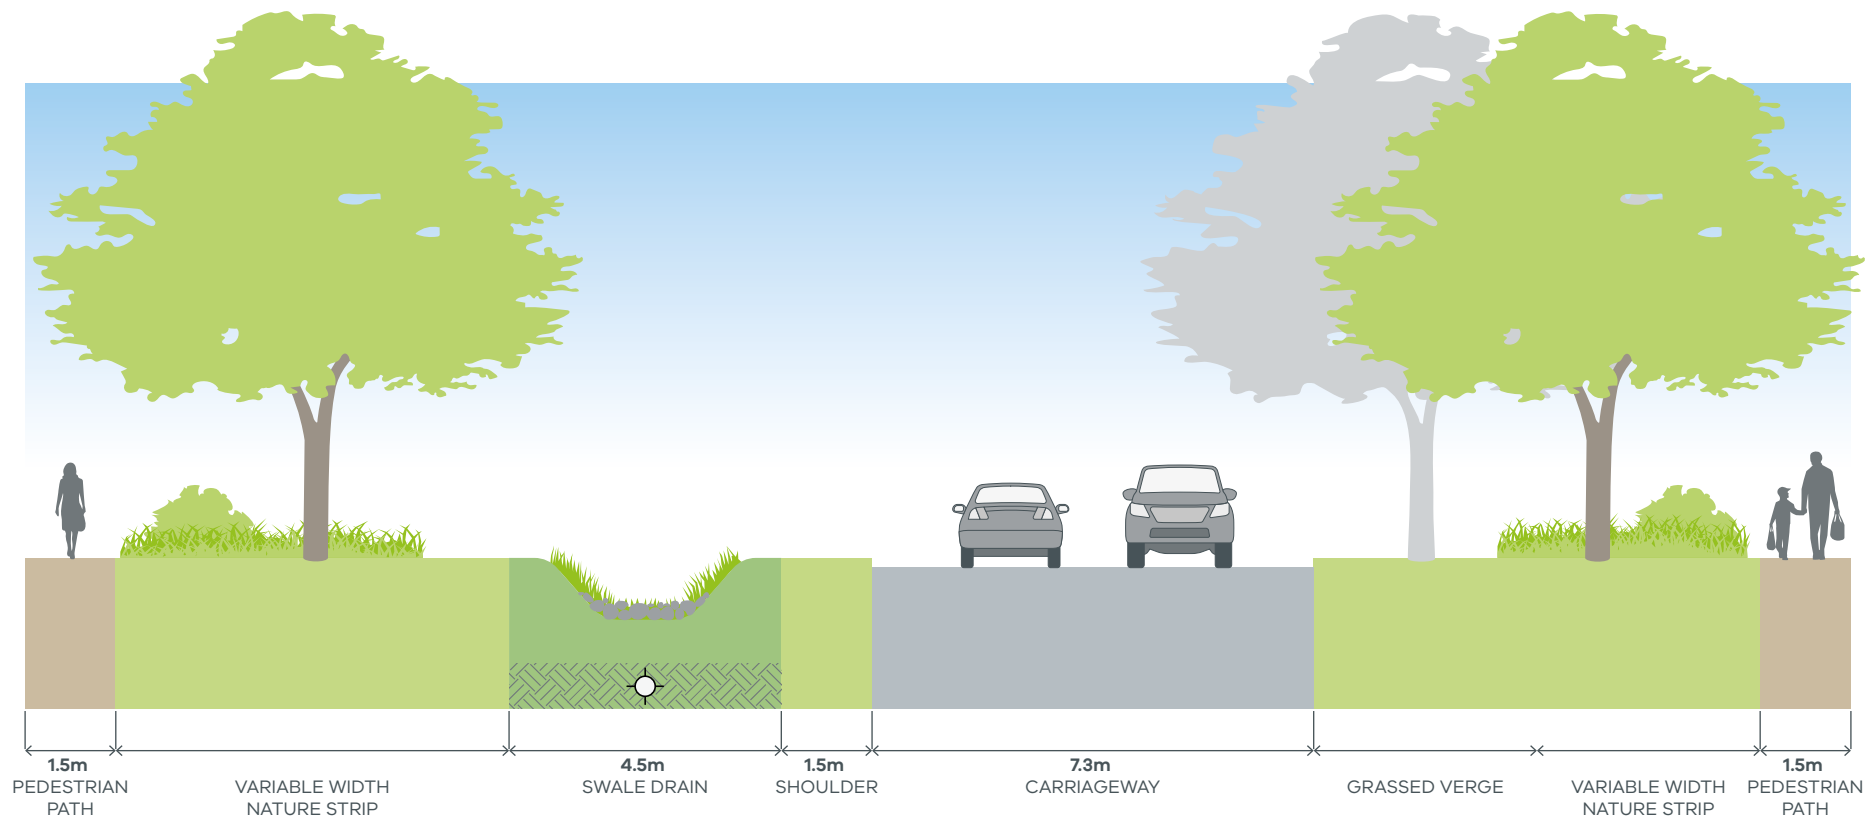 1.5m
PEDESTRIAN
PATH
VARIABLE WIDTH
NATURE STRIP
4.5m
SWALE DRAIN
1.5m
SHOULDER
7.3m
CARRIAGEWAY
GRASSED VERGE
VARIABLE WIDTH
NATURE STRIP
1.5m
PEDESTRIAN
PATH